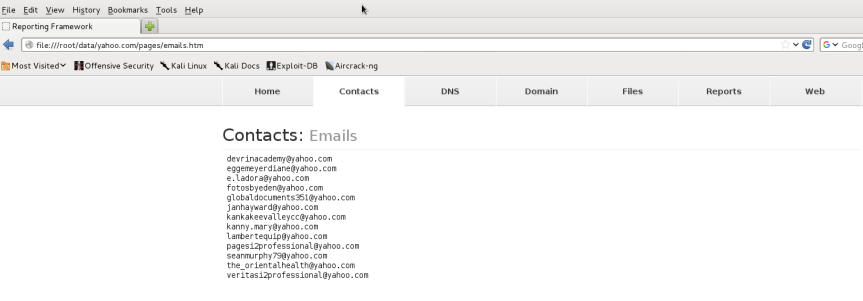 File Edit View History Bookmarks Tools Help
Reporting Framework
file:///root/data/yahoo.com/pages/emails.htm
Googl
Most Visited Offensive Security Kali Linux Kali Docs Exploit-DB Aircrack-ng
Home Contacts DNS Domain Files Reports Web
Contacts: Emails
devrinacademy@yahoo.com
eggemeyerdiane@yahoo.com
e.ladora@yahoo.com
fotosbyeden@yahoo.com
globaldocuments351@yahoo.com
janhayward@yahoo.com
kankakeevalleycc@yahoo.com
kanny.mary@yahoo.com
lambertequip@yahoo.com
pagesi2professional@yahoo.com
seanmurphy79@yahoo.com
the_orientalhealth@yahoo.com
veritasi2professional@yahoo.com